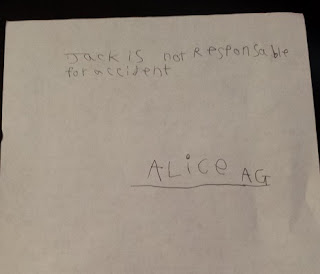 Jack is not Responsable
for accident
ALice AG